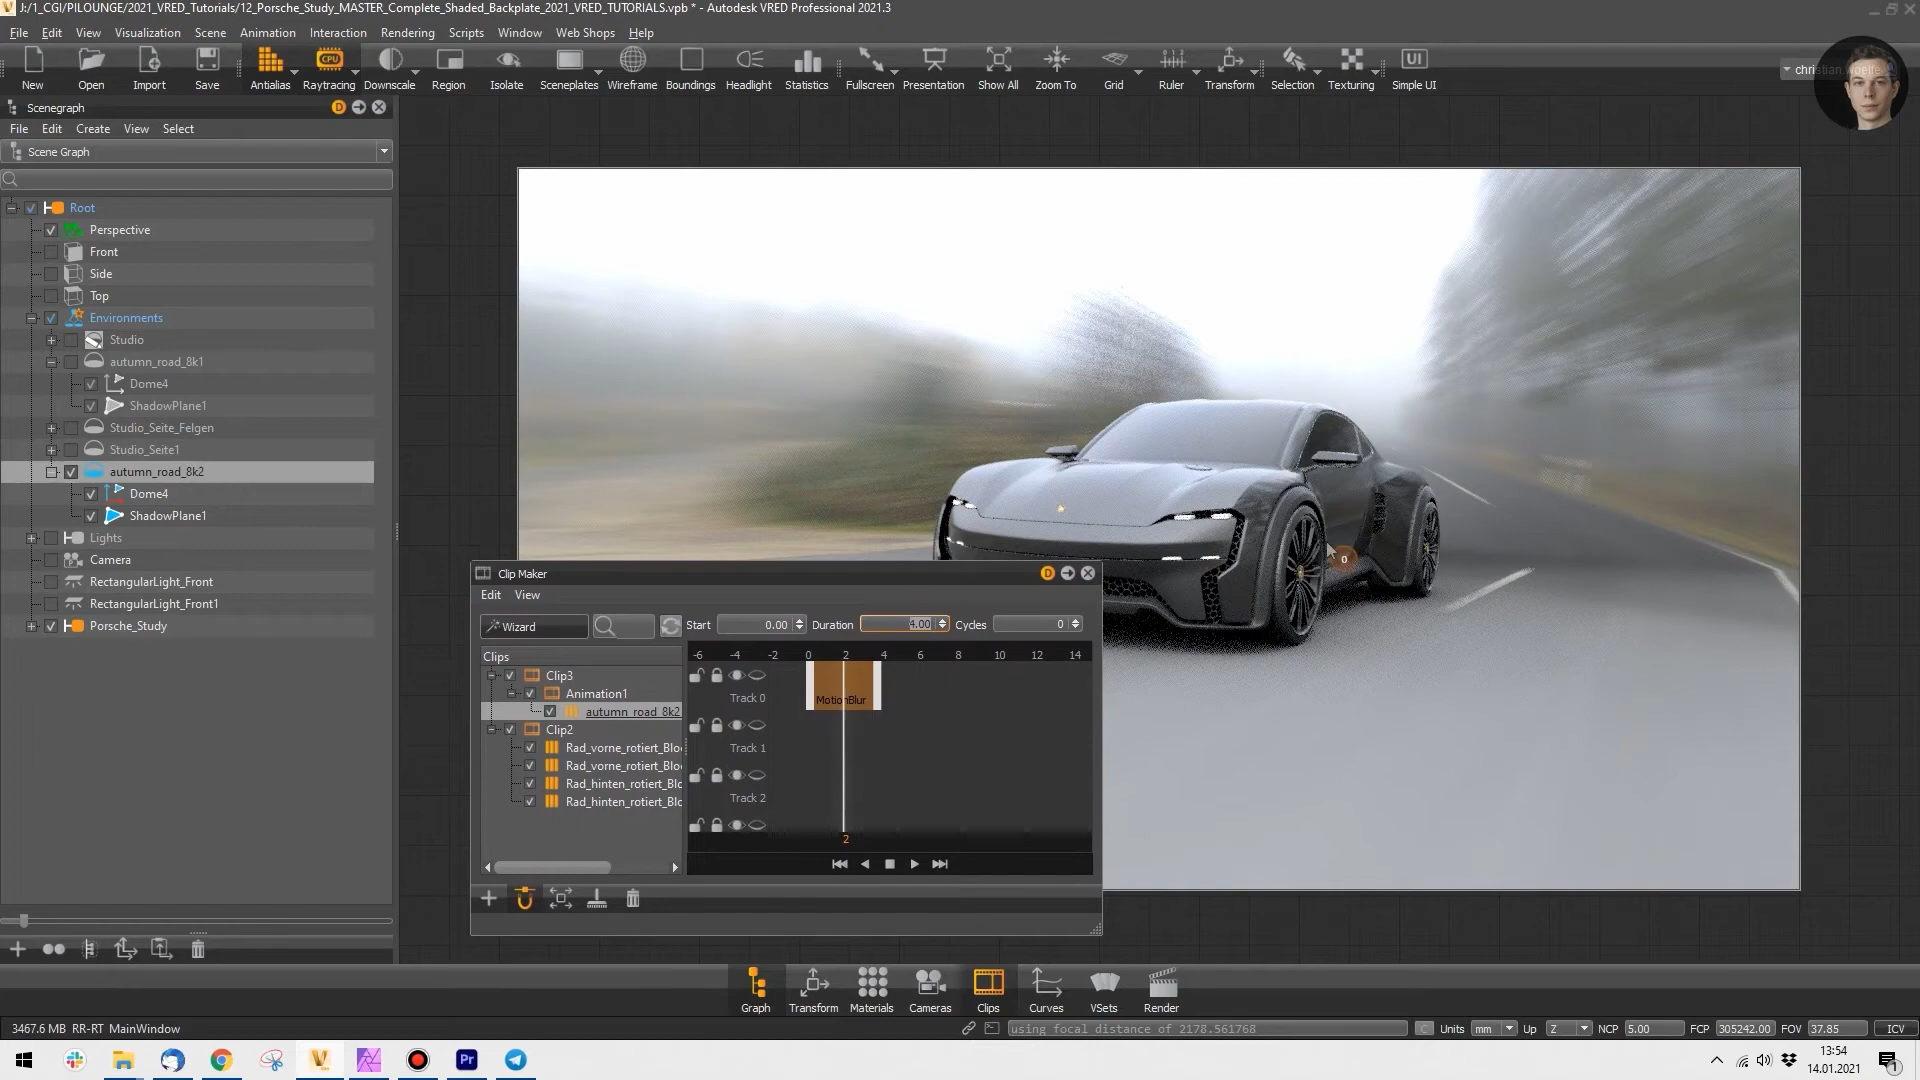 J:/1_CGI/PILOUNGE/2021_VRED_Tutorials/12_Porsche_Study_MASTER_Complete_Shaded_Backplate_2021_VRED_TUTORIALS.vpb * - Autodesk VRED Professional 2021.3
File Edit View Visualization Scene Animation Interaction Rendering Scripts Window Web Shops Help
CPU UI
New Open Import Save Antialias Raytracing Downscale Region Isolate Sceneplates Wireframe Boundings Headlight Statistics Fullscreen Presentation Show All Zoom To Grid Ruler Transform Selection Texturing Simple UI
Scenegraph D
File Edit Create View Select
Scene Graph
Root
Perspective
Front
Side
Top
Environments
Studio
autumn_road_8k1
Dome4
ShadowPlane1
Studio_Seite_Felgen
Studio_Seite1
autumn_road_8k2
Dome4
ShadowPlane1
Lights
Camera
RectangularLight_Front
RectangularLight_Front1
Porsche_Study
0
Clip Maker D
Edit View
Wizard Start 0.00 Duration 4.00 Cycles 0
Clips -6 -4 -2 0 2 4 6 8 10 12 14
Clip3
Animation1
autumn_road_8k2
Clip2
Rad_vorne_rotiert_Blo
Rad_vorne_rotiert_Blo
Rad_hinten_rotiert_Blo
Rad_hinten_rotiert_Blo
Track 0 MotionBlur
Track 1
Track 2
2
Graph Transform Materials Cameras Clips Curves VSets Render
3467.6 MB RR-RT MainWindow using focal distance of 2178.561768 C Units mm Up Z NCP 5.00 FCP 305242.00 FOV 37.85 ICV
Pr
13:54
14.01.2021
1